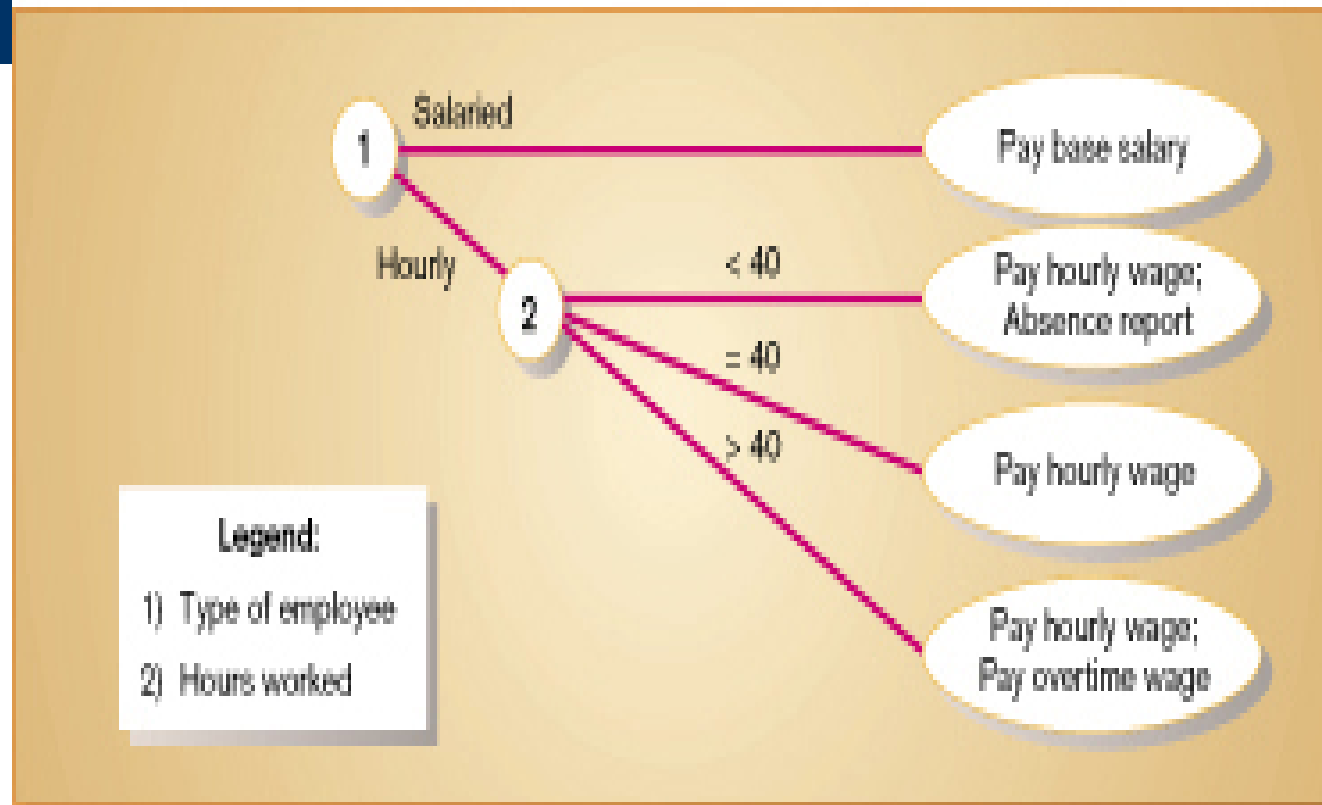 1
Salaried
Pay base salary
Hourly
2
< 40
Pay hourly wage;
Absence report
= 40
Pay hourly wage
> 40
Pay hourly wage;
Pay overtime wage
Legend:
1) Type of employee
2) Hours worked